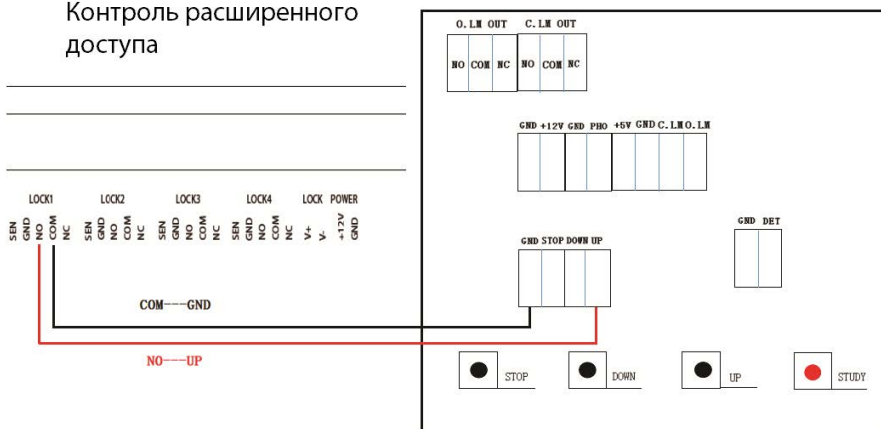 Контроль расширенного
доступа
O.LM OUT C.LM OUT
NO COM NC NO COM NC
GND +12V GND PHO +5V GND C.LM O.LM
LOCK1 LOCK2 LOCK3 LOCK4 LOCK POWER
SEN GND NO COM NC SEN GND NO COM NC SEN GND NO COM NC SEN GND NO COM NC V+ V- +12V GND
GND DET
GND STOP DOWN UP
COM---GND
NO---UP
STOP DOWN UP STUDY